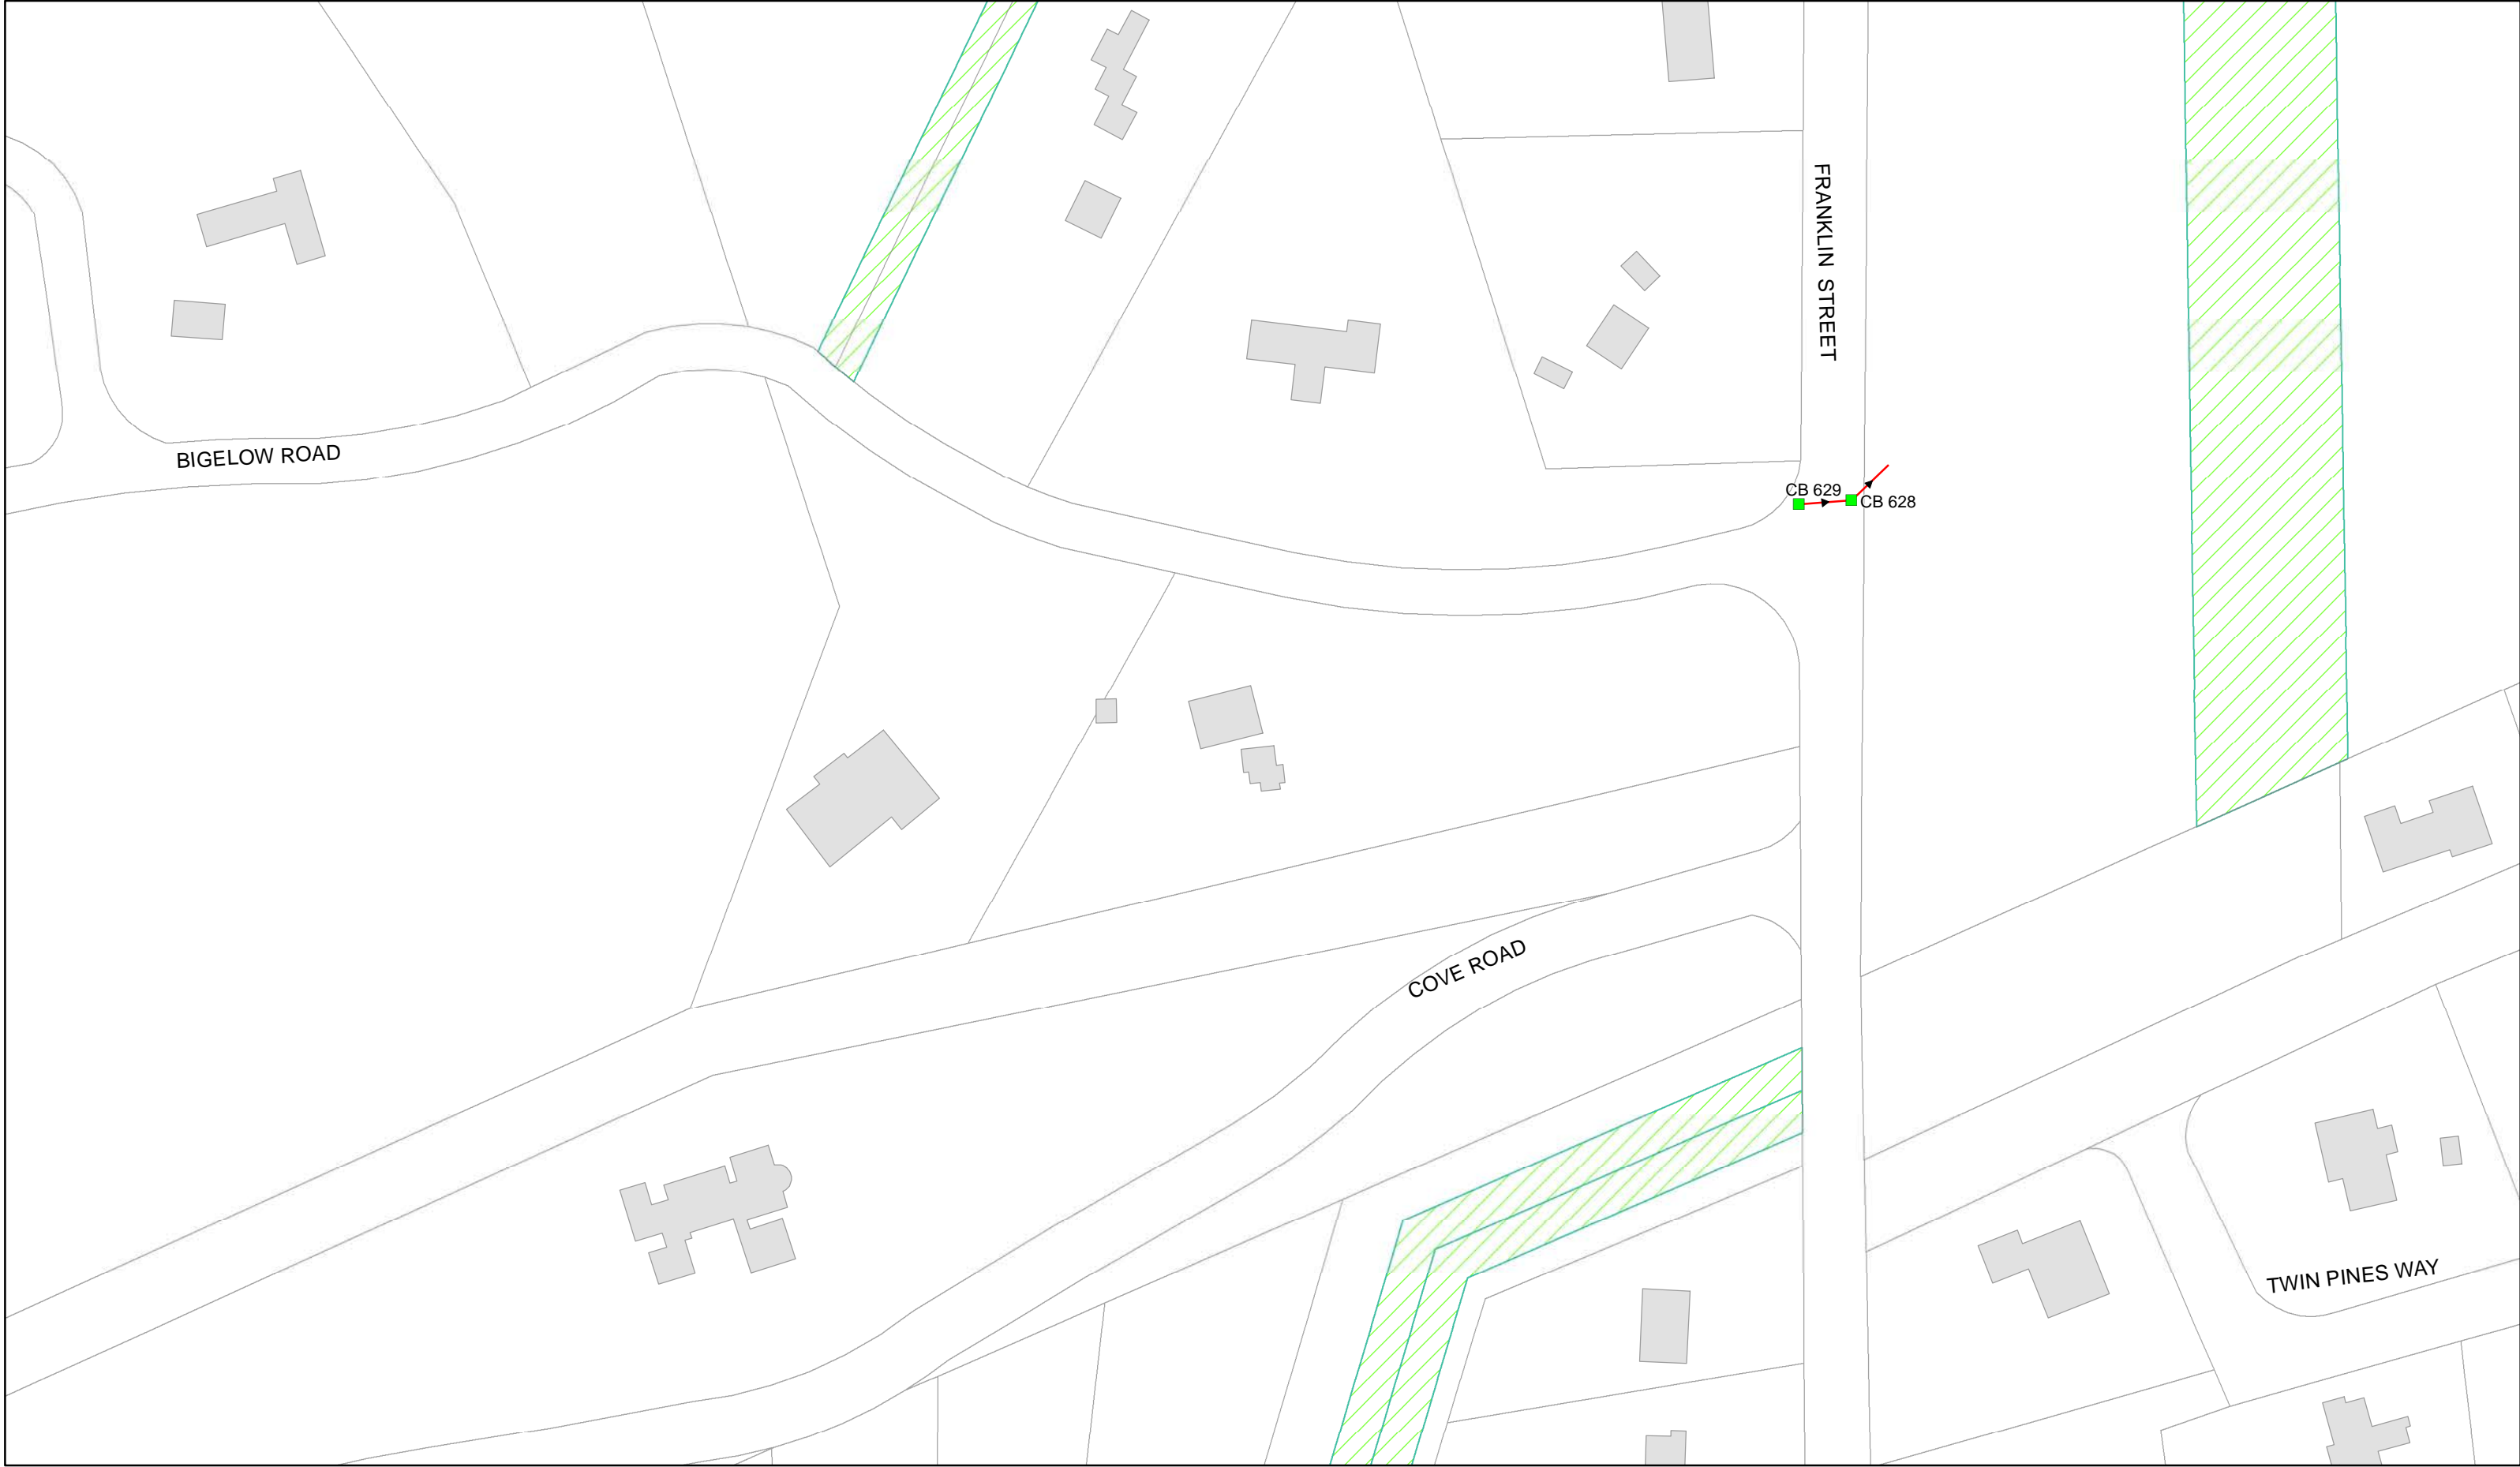 FRANKLIN STREET
BIGELOW ROAD
CB 629
CB 628
COVE ROAD
TWIN PINES WAY